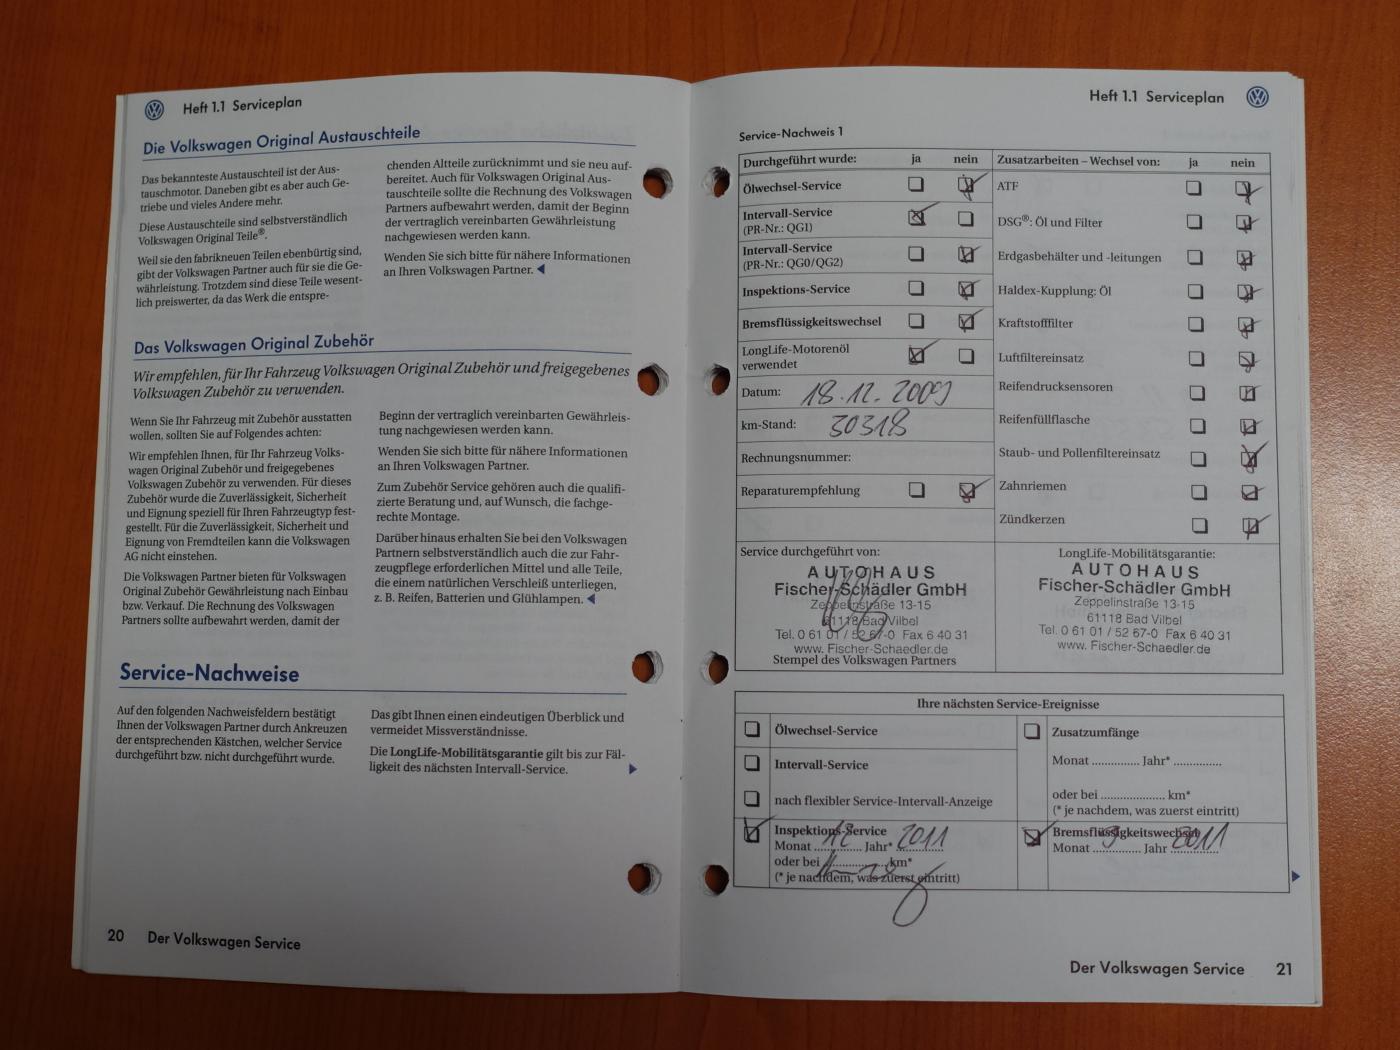 Heft 1.1 Serviceplan
Die Volkswagen Original Austauschteile
Das bekannteste Austauschteil ist der Aus-
tauschmotor. Daneben gibt es aber auch Ge-
triebe und vieles Andere mehr.
Diese Austauschteile sind selbstverständlich
Volkswagen Original Teile®.
Weil sie den fabrikneuen Teilen ebenbürtig sind,
gibt der Volkswagen Partner auch für sie die Ge-
währleistung. Trotzdem sind diese Teile wesent-
lich preiswerter, da das Werk die entspre-
chenden Altteile zurücknimmt und sie neu auf-
bereitet. Auch für Volkswagen Original Aus-
tauschteile sollte die Rechnung des Volkswagen
Partners aufbewahrt werden, damit der Beginn
der vertraglich vereinbarten Gewährleistung
nachgewiesen werden kann.
Wenden Sie sich bitte für nähere Informationen
an Ihren Volkswagen Partner.
Das Volkswagen Original Zubehör
Wir empfehlen, für Ihr Fahrzeug Volkswagen Original Zubehör und freigegebenes
Volkswagen Zubehör zu verwenden.
Wenn Sie Ihr Fahrzeug mit Zubehör ausstatten
wollen, sollten Sie auf Folgendes achten:
Wir empfehlen Ihnen, für Ihr Fahrzeug Volks-
wagen Original Zubehör und freigegebenes
Volkswagen Zubehör zu verwenden. Für dieses
Zubehör wurde die Zuverlässigkeit, Sicherheit
und Eignung speziell für Ihren Fahrzeugtyp fest-
gestellt. Für die Zuverlässigkeit, Sicherheit und
Eignung von Fremdteilen kann die Volkswagen
AG nicht einstehen.
Die Volkswagen Partner bieten für Volkswagen
Original Zubehör Gewährleistung nach Einbau
bzw. Verkauf. Die Rechnung des Volkswagen
Partners sollte aufbewahrt werden, damit der
Beginn der vertraglich vereinbarten Gewährleis-
tung nachgewiesen werden kann.
Wenden Sie sich bitte für nähere Informationen
an Ihren Volkswagen Partner.
Zum Zubehör Service gehören auch die qualifi-
zierte Beratung und, auf Wunsch, die fachge-
rechte Montage.
Darüber hinaus erhalten Sie bei den Volkswagen
Partnern selbstverständlich auch die zur Fahr-
zeugpflege erforderlichen Mittel und alle Teile,
die einem natürlichen Verschleiß unterliegen,
z. B. Reifen, Batterien und Glühlampen.
Service-Nachweise
Auf den folgenden Nachweisfeldern bestätigt
Ihnen der Volkswagen Partner durch Ankreuzen
der entsprechenden Kästchen, welcher Service
durchgeführt bzw. nicht durchgeführt wurde.
Das gibt Ihnen einen eindeutigen Überblick und
vermeidet Missverständnisse.
Die LongLife-Mobilitätsgarantie gilt bis zur Fäl-
ligkeit des nächsten Intervall-Service.
20 Der Volkswagen Service
Heft 1.1 Serviceplan
Service-Nachweis 1
Durchgeführt wurde: ja nein
Ölwechsel-Service
Intervall-Service
(PR-Nr.: QG1)
Intervall-Service
(PR-Nr.: QG0/QG2)
Inspektions-Service
Bremsflüssigkeitswechsel
LongLife-Motorenöl
verwendet
Datum: 18.12.2009
km-Stand: 30318
Rechnungsnummer:
Reparaturempfehlung
Zusatzarbeiten – Wechsel von: ja nein
ATF
DSG®: Öl und Filter
Erdgasbehälter und -leitungen
Haldex-Kupplung: Öl
Kraftstofffilter
Luftfiltereinsatz
Reifendrucksensoren
Reifenfüllflasche
Staub- und Pollenfiltereinsatz
Zahnriemen
Zündkerzen
Service durchgeführt von:
AUTOHAUS
Fischer-Schädler GmbH
Zeppelinstraße 13-15
61118 Bad Vilbel
Tel. 0 61 01 / 52 67-0 Fax 6 40 31
www. Fischer-Schaedler.de
Stempel des Volkswagen Partners
LongLife-Mobilitätsgarantie:
AUTOHAUS
Fischer-Schädler GmbH
Zeppelinstraße 13-15
61118 Bad Vilbel
Tel. 0 61 01 / 52 67-0 Fax 6 40 31
www. Fischer-Schaedler.de
Ihre nächsten Service-Ereignisse
Ölwechsel-Service
Intervall-Service
nach flexibler Service-Intervall-Anzeige
Inspektions-Service
Monat 12 Jahr* 2011
oder bei km*
(* je nachdem, was zuerst eintritt)
Zusatzumfänge
Monat .............. Jahr* ..............
oder bei ................... km*
(* je nachdem, was zuerst eintritt)
Bremsflüssigkeitswechsel
Monat 3 Jahr 2011
Der Volkswagen Service 21